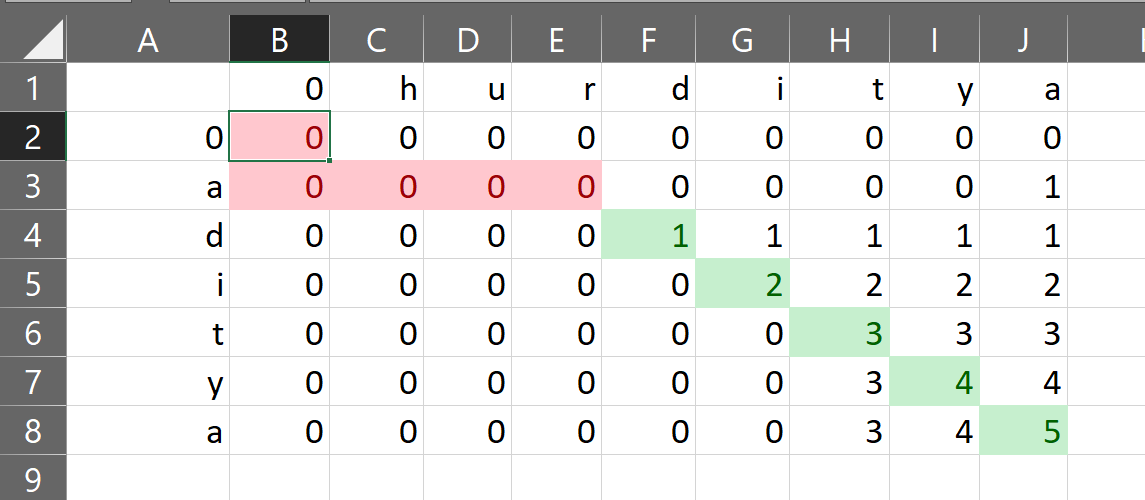 A B C D E F G H I J
1 0 h u r d i t y a
2 0 0 0 0 0 0 0 0 0 0
3 a 0 0 0 0 0 0 0 0 1
4 d 0 0 0 0 1 1 1 1 1
5 i 0 0 0 0 0 2 2 2 2
6 t 0 0 0 0 0 0 3 3 3
7 y 0 0 0 0 0 0 3 4 4
8 a 0 0 0 0 0 0 3 4 5
9